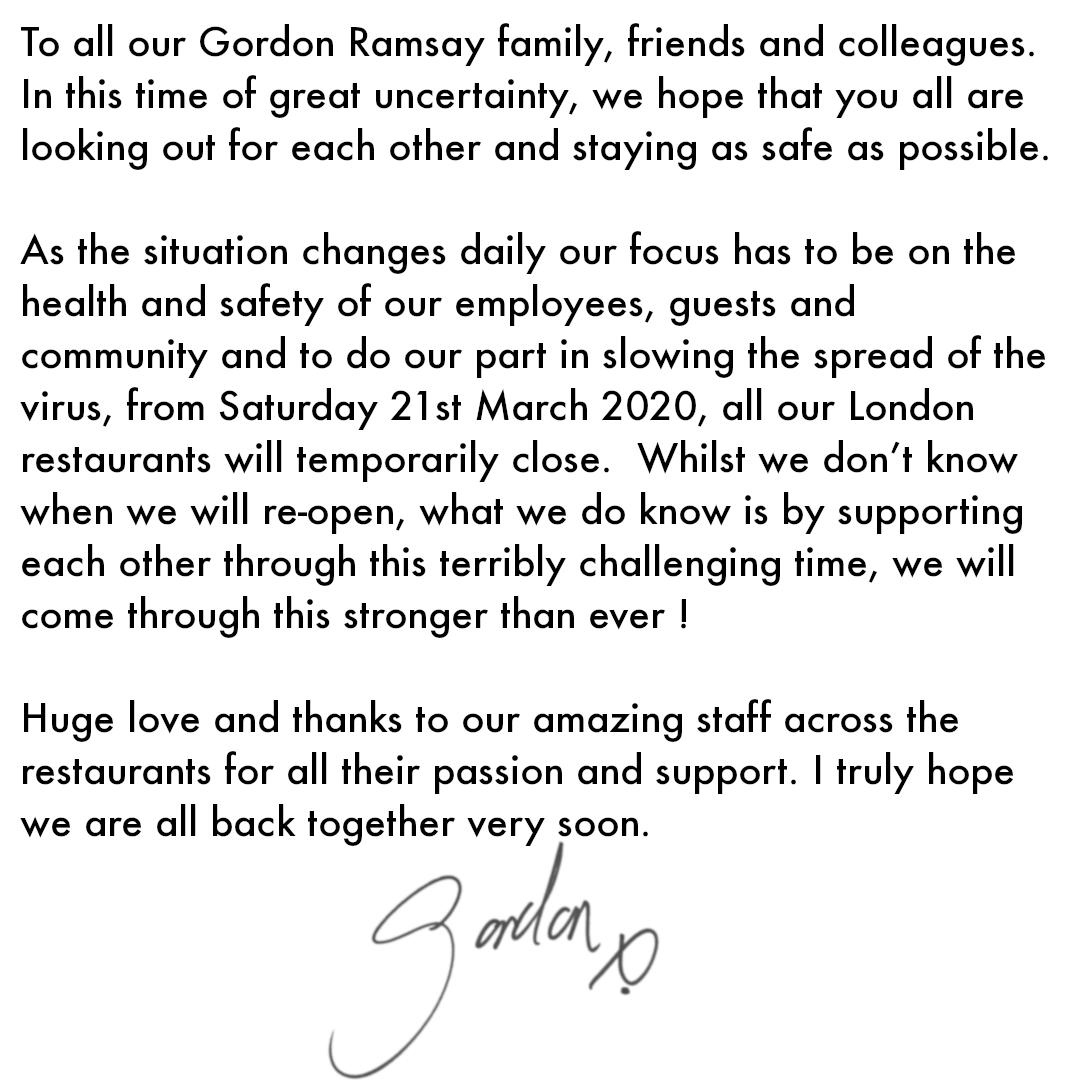 To all our Gordon Ramsay family, friends and colleagues.
In this time of great uncertainty, we hope that you all are
looking out for each other and staying as safe as possible.
As the situation changes daily our focus has to be on the
health and safety of our employees, guests and
community and to do our part in slowing the spread of the
virus, from Saturday 21st March 2020, all our London
restaurants will temporarily close.  Whilst we don’t know
when we will re-open, what we do know is by supporting
each other through this terribly challenging time, we will
come through this stronger than ever !
Huge love and thanks to our amazing staff across the
restaurants for all their passion and support. I truly hope
we are all back together very soon.
Gordon x